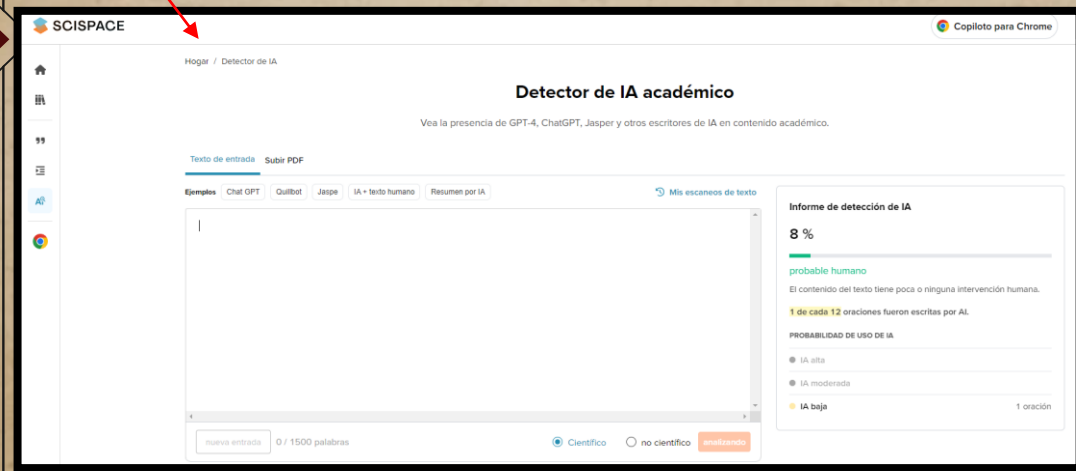 SCISPACE
Copiloto para Chrome
Hogar / Detector de IA
Detector de IA académico
Vea la presencia de GPT-4, ChatGPT, Jasper y otros escritores de IA en contenido académico.
Texto de entrada Subir PDF
Ejemplos Chat GPT Quillbot Jaspe IA + texto humano Resumen por IA
Mis escaneos de texto
nueva entrada 0 / 1500 palabras
Científico no científico analizando
Informe de detección de IA
8 %
probable humano
El contenido del texto tiene poca o ninguna intervención humana.
1 de cada 12 oraciones fueron escritas por AI.
PROBABILIDAD DE USO DE IA
IA alta
IA moderada
IA baja 1 oración